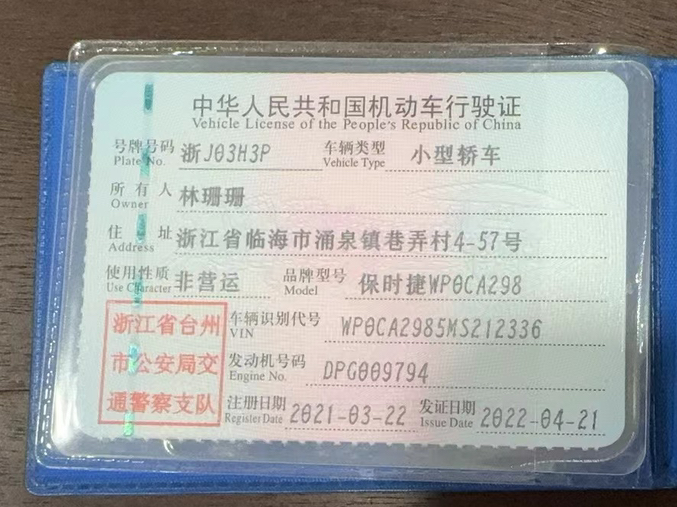 中华人民共和国机动车行驶证
Vehicle License of the People's Republic of China
号牌号码 浙J03H3P 车辆类型 小型轿车
Plate No. Vehicle Type
所有人 林珊珊
Owner
住址 浙江省临海市涌泉镇巷弄村4-57号
Address
使用性质 非营运 品牌型号 保时捷WP0CA298
Use Character Model
浙江省台州 车辆识别代号 WP0CA2985MS212336
VIN
市公安局交 发动机号码 DPG009794
Engine No.
通警察支队 注册日期 2021-03-22 发证日期 2022-04-21
Register Date Issue Date